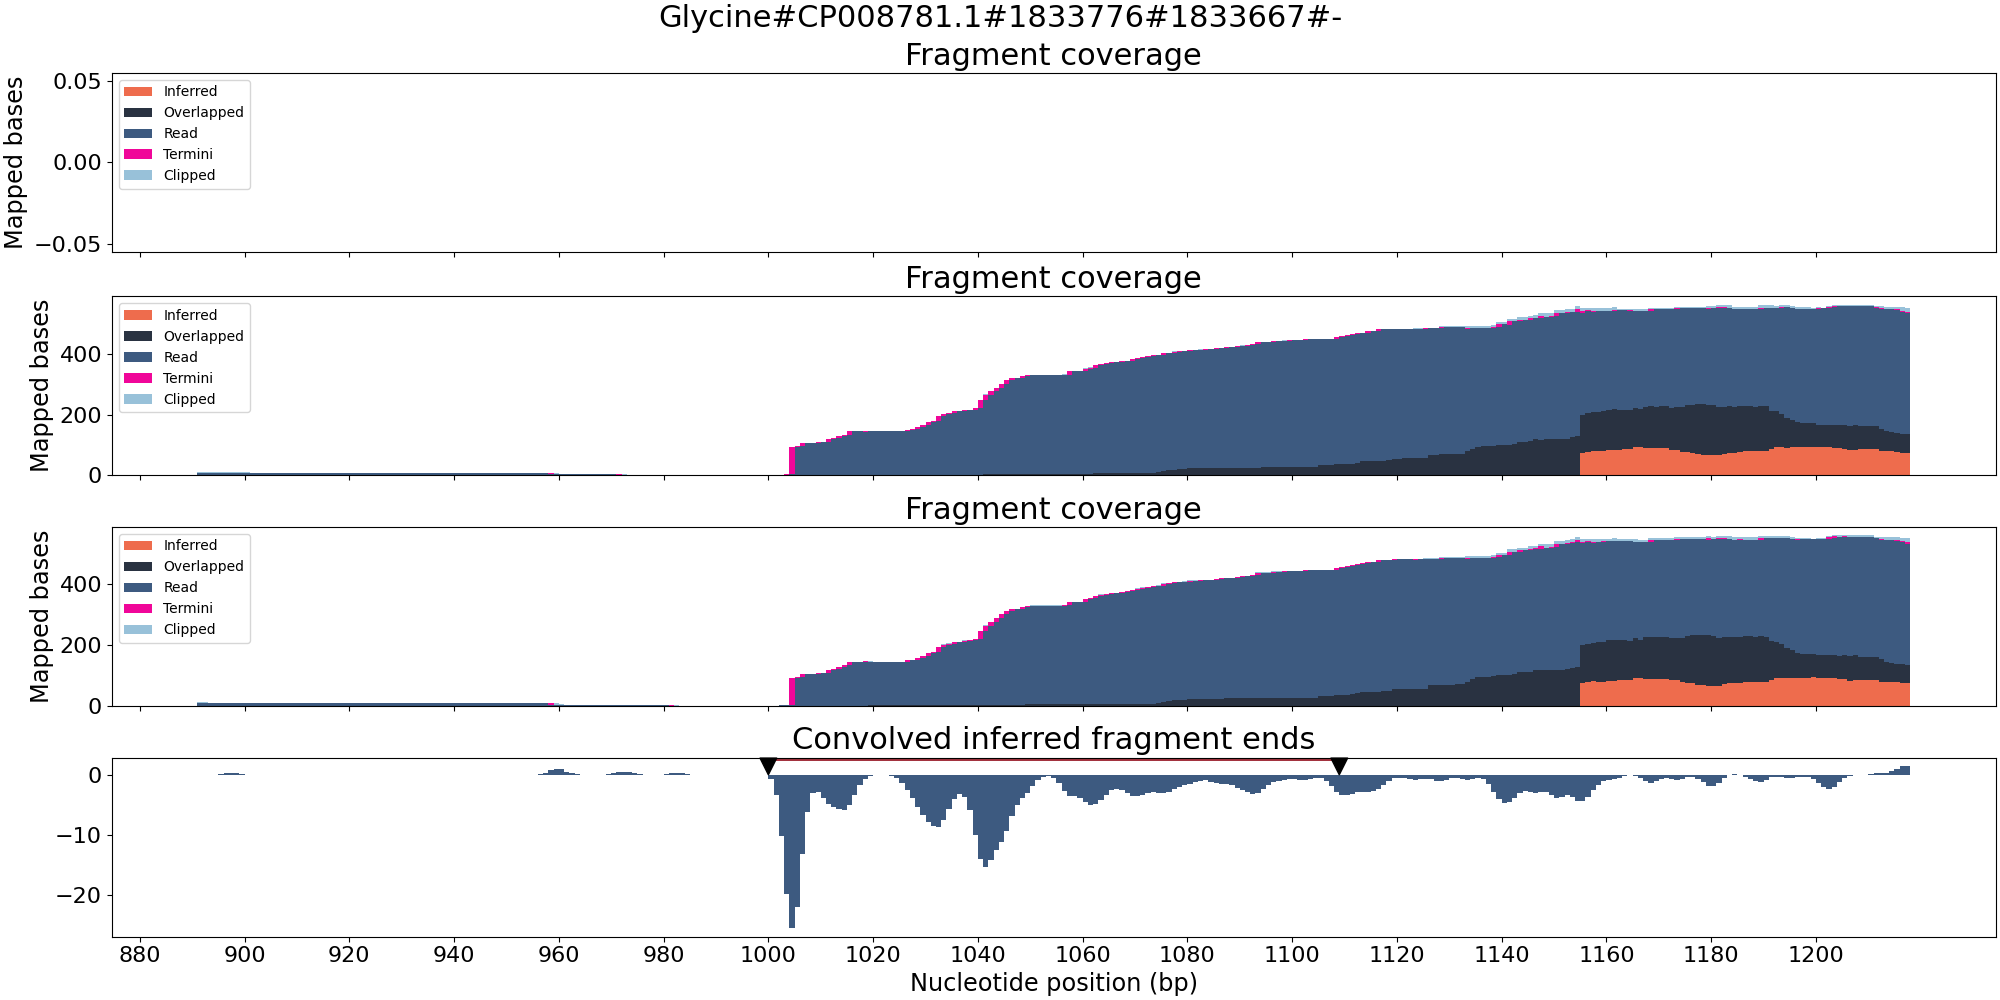 Glycine#CP008781.1#1833776#1833667#-
Fragment coverage
Mapped bases
0.05
0.00
−0.05
Inferred
Overlapped
Read
Termini
Clipped
Fragment coverage
Mapped bases
400
200
0
Inferred
Overlapped
Read
Termini
Clipped
Fragment coverage
Mapped bases
400
200
0
Inferred
Overlapped
Read
Termini
Clipped
Convolved inferred fragment ends
0
−10
−20
880 900 920 940 960 980 1000 1020 1040 1060 1080 1100 1120 1140 1160 1180 1200
Nucleotide position (bp)